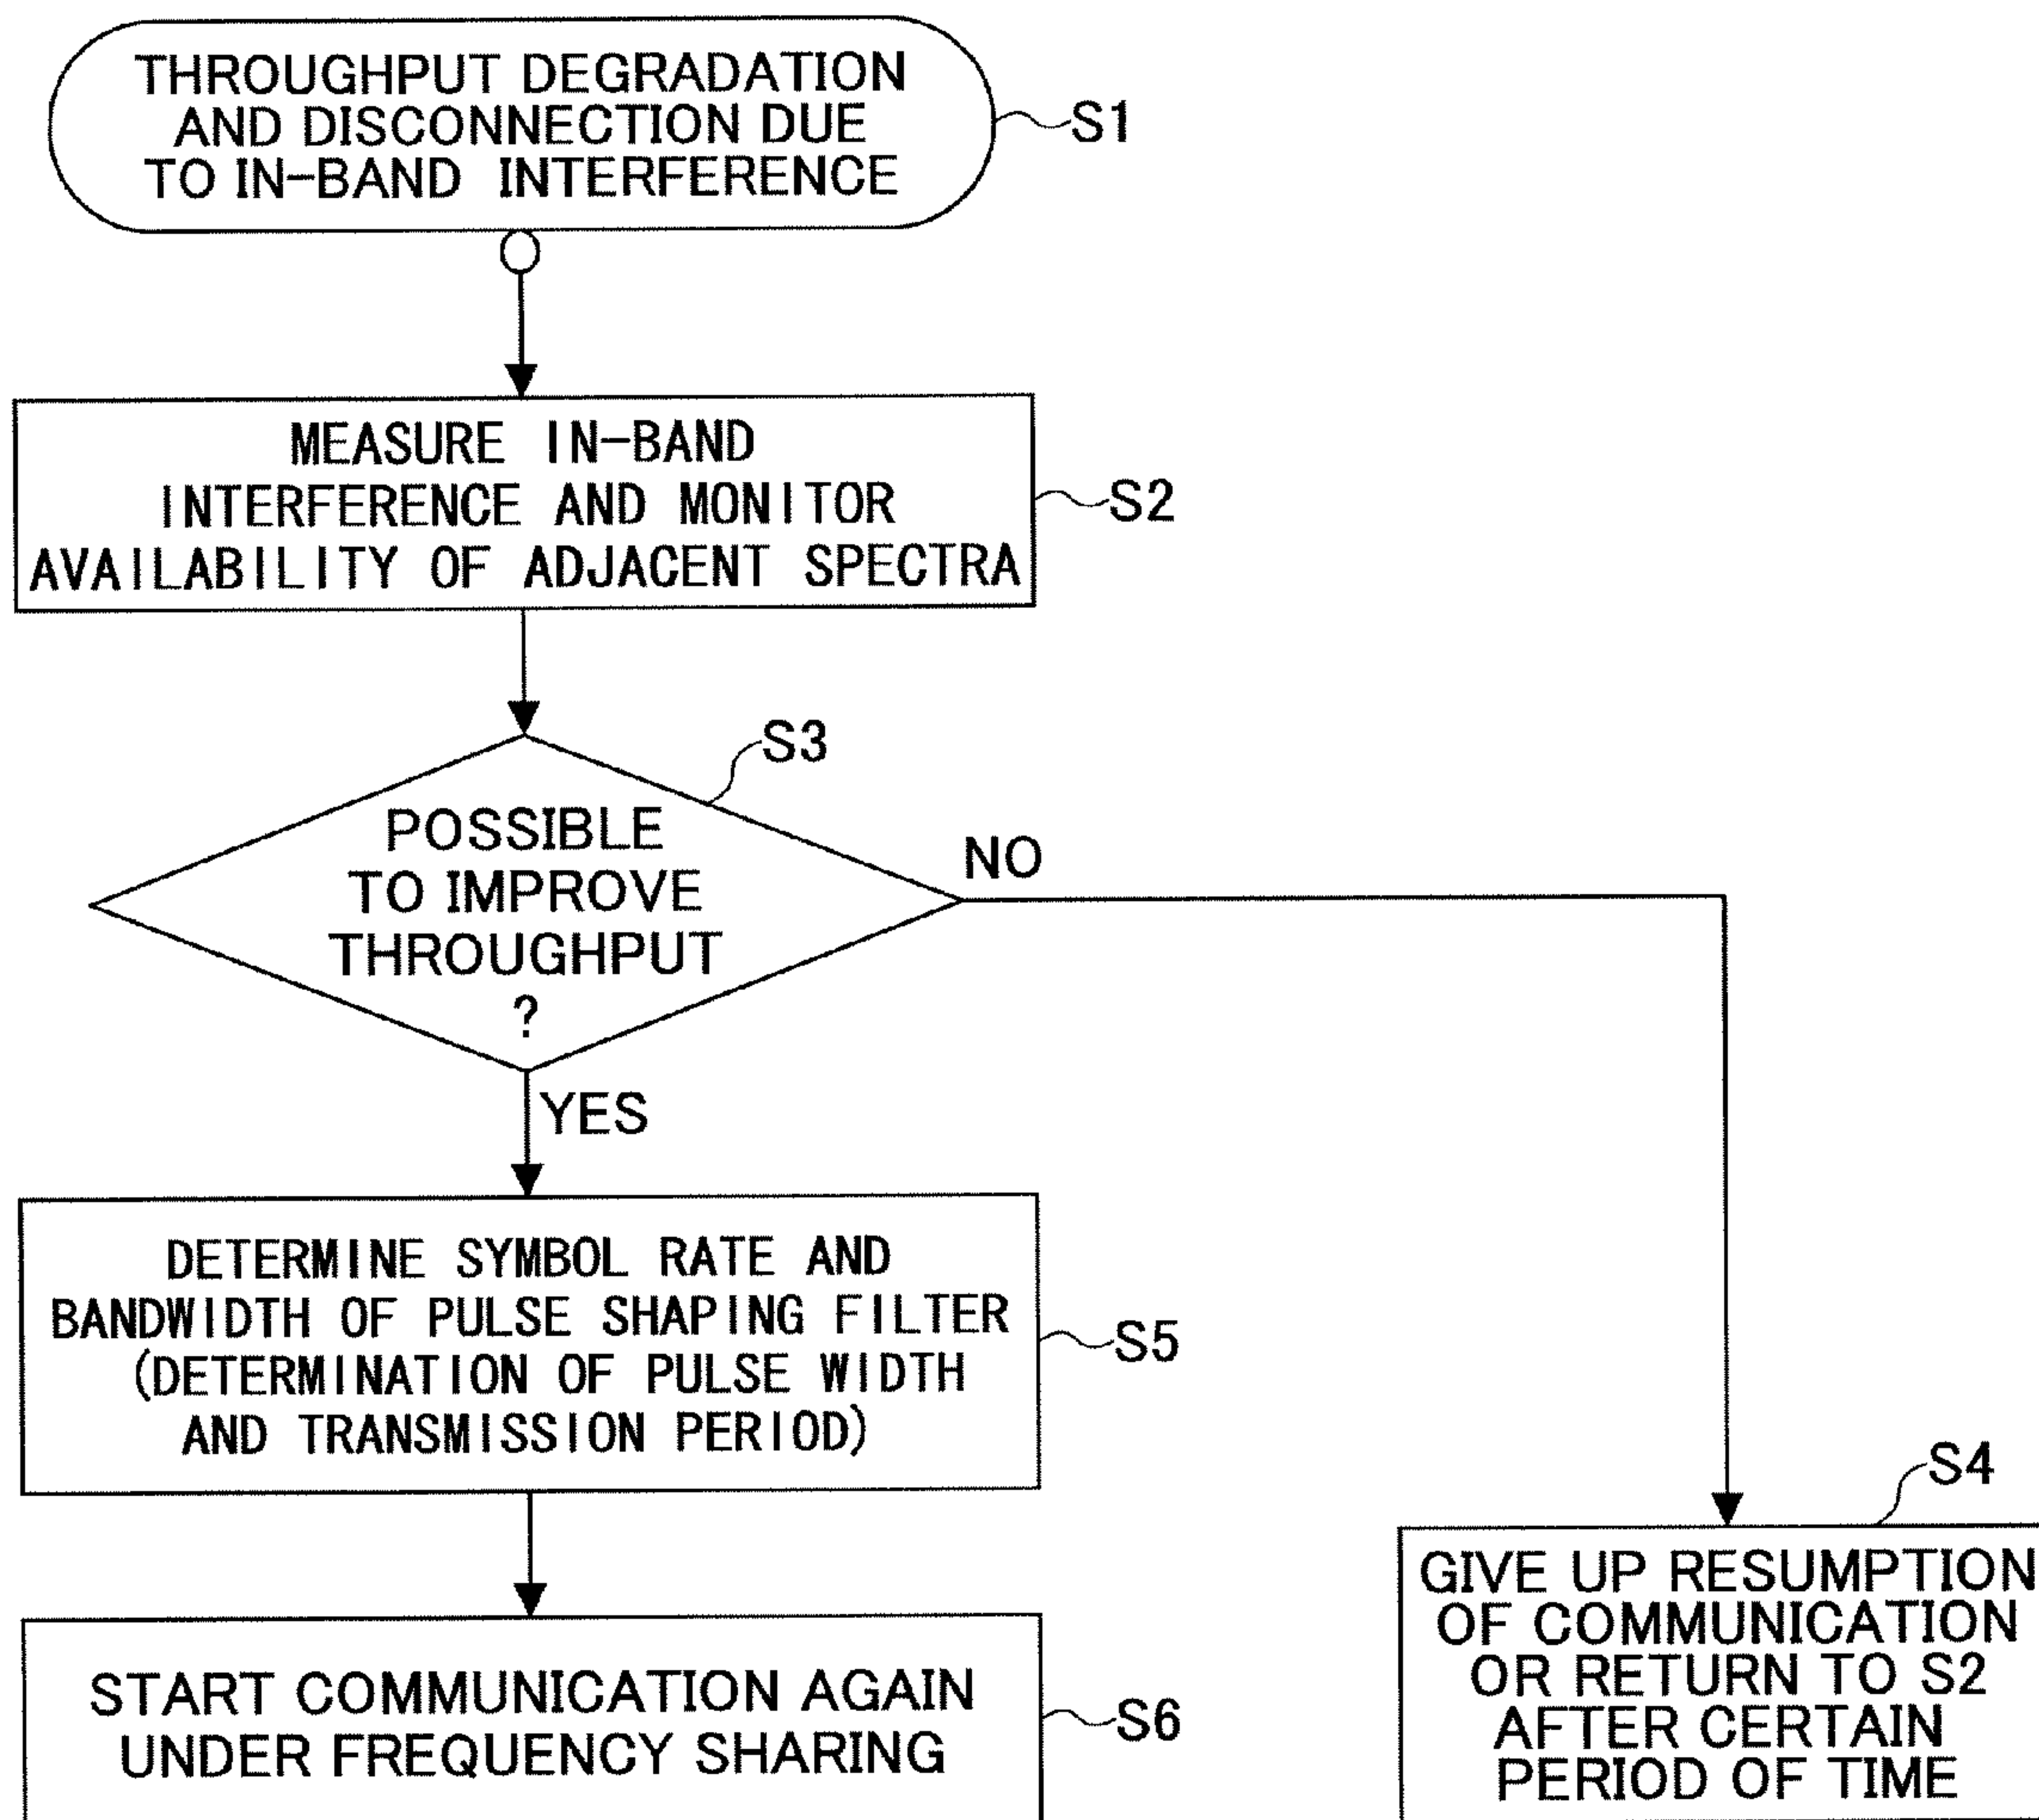 THROUGHPUT DEGRADATION
AND DISCONNECTION DUE
TO IN-BAND INTERFERENCE
S1
MEASURE IN-BAND
INTERFERENCE AND MONITOR
AVAILABILITY OF ADJACENT SPECTRA
S2
S3
POSSIBLE
TO IMPROVE
THROUGHPUT
?
NO
YES
DETERMINE SYMBOL RATE AND
BANDWIDTH OF PULSE SHAPING FILTER
(DETERMINATION OF PULSE WIDTH
AND TRANSMISSION PERIOD)
S5
S4
GIVE UP RESUMPTION
OF COMMUNICATION
OR RETURN TO S2
AFTER CERTAIN
PERIOD OF TIME
START COMMUNICATION AGAIN
UNDER FREQUENCY SHARING
S6